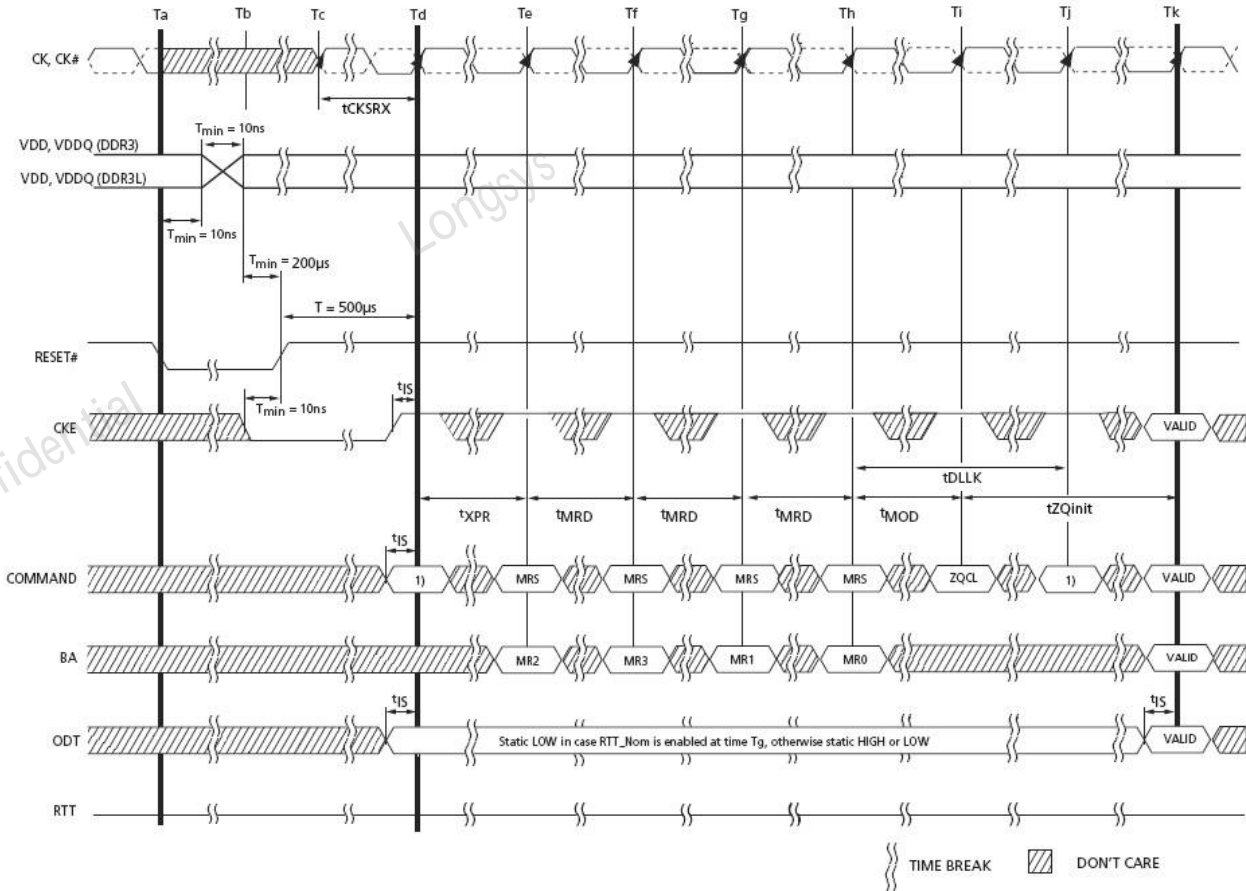 Ta Tb Tc Td Te Tf Tg Th Ti Tj Tk
CK, CK#
tCKSRX
Tmin = 10ns
VDD, VDDQ (DDR3)
VDD, VDDQ (DDR3L)
Longsys
Tmin = 10ns
Tmin = 200µs
T = 500µs
RESET#
tIS
Tmin = 10ns
CKE
VALID
tDLLK
tXPR tMRD tMRD tMRD tMOD tZQinit
tIS
COMMAND 1) MRS MRS MRS MRS ZQCL 1) VALID
BA MR2 MR3 MR1 MR0 VALID
tIS tIS
ODT Static LOW in case RTT_Nom is enabled at time Tg, otherwise static HIGH or LOW VALID
RTT
TIME BREAK DON'T CARE